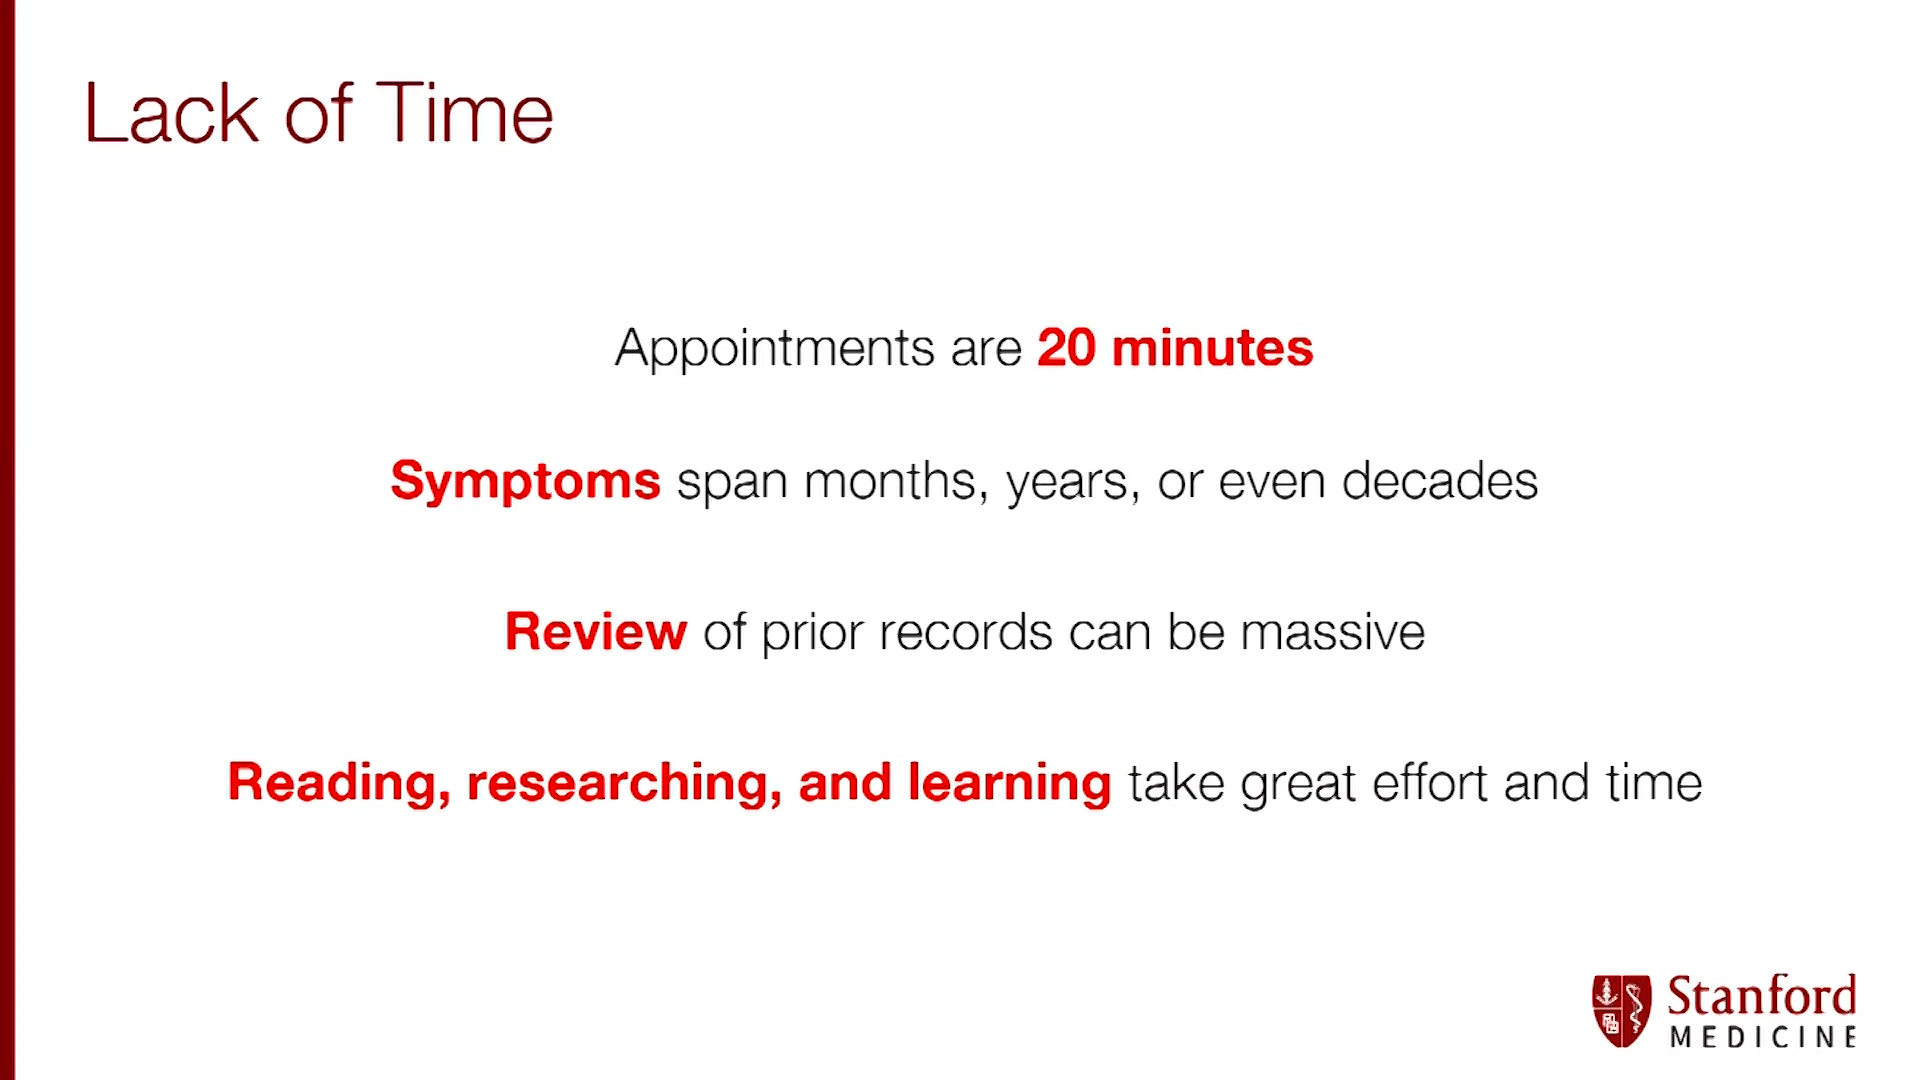 Lack of Time
Appointments are 20 minutes
Symptoms span months, years, or even decades
Review of prior records can be massive
Reading, researching, and learning take great effort and time
Stanford
MEDICINE